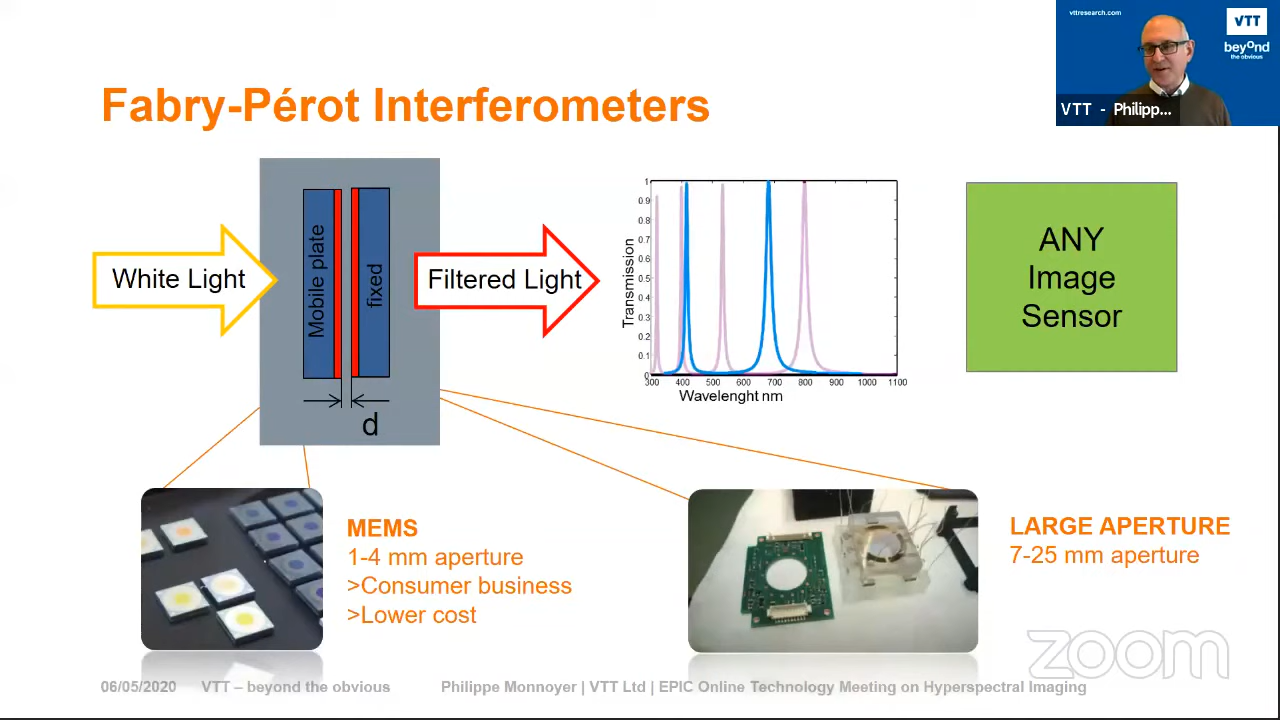 vttresearch.com
VTT
beyond
the obvious
VTT - Philipp...
Fabry-Pérot Interferometers
White Light
Mobile plate
fixed
d
Filtered Light
Transmission
1
0.9
0.8
0.7
0.6
0.5
0.4
0.3
0.2
0.1
0
300 400 500 600 700 800 900 1000 1100
Wavelenght nm
ANY
Image
Sensor
MEMS
1-4 mm aperture
>Consumer business
>Lower cost
LARGE APERTURE
7-25 mm aperture
zoom
06/05/2020 VTT – beyond the obvious Philippe Monnoyer | VTT Ltd | EPIC Online Technology Meeting on Hyperspectral Imaging